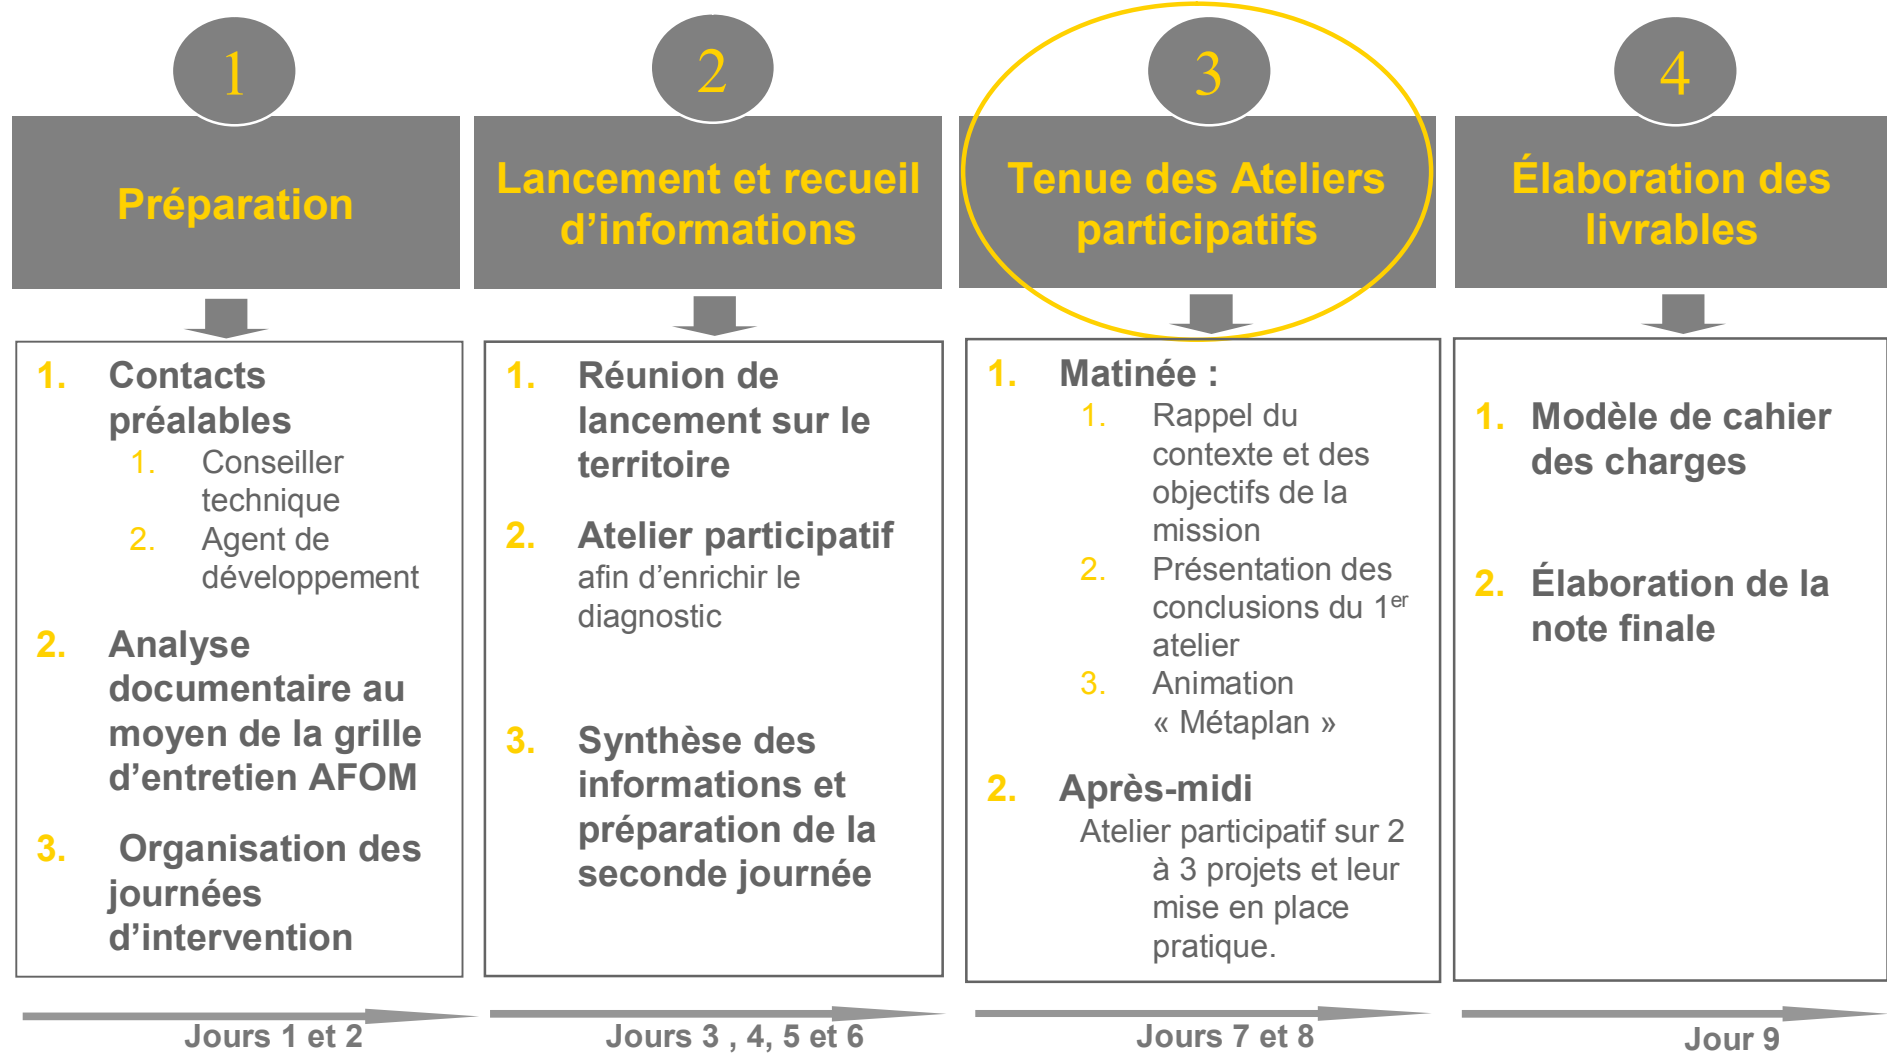 1
Préparation
1. Contacts
préalables
1. Conseiller
technique
2. Agent de
développement
2. Analyse
documentaire au
moyen de la grille
d’entretien AFOM
3. Organisation des
journées
d’intervention
Jours 1 et 2
2
Lancement et recueil
d’informations
1. Réunion de
lancement sur le
territoire
2. Atelier participatif
afin d’enrichir le
diagnostic
3. Synthèse des
informations et
préparation de la
seconde journée
Jours 3 , 4, 5 et 6
3
Tenue des Ateliers
participatifs
1. Matinée :
1. Rappel du
contexte et des
objectifs de la
mission
2. Présentation des
conclusions du 1er
atelier
3. Animation
« Métaplan »
2. Après-midi
Atelier participatif sur 2
à 3 projets et leur
mise en place
pratique.
Jours 7 et 8
4
Élaboration des
livrables
1. Modèle de cahier
des charges
2. Élaboration de la
note finale
Jour 9